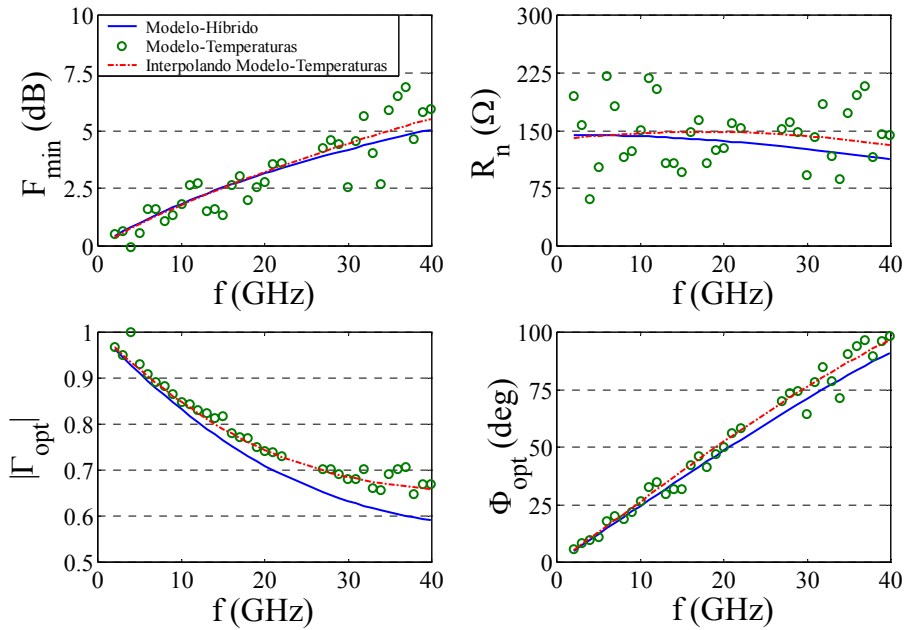 Modelo-Híbrido
Modelo-Temperaturas
Interpolando Modelo-Temperaturas
F_min (dB)
10
7.5
5
2.5
0
0 10 20 30 40
f (GHz)
R_n (Ω)
300
225
150
75
0
0 10 20 30 40
f (GHz)
|Γ_opt|
1
0.9
0.8
0.7
0.6
0.5
0 10 20 30 40
f (GHz)
Φ_opt (deg)
100
75
50
25
0
0 10 20 30 40
f (GHz)